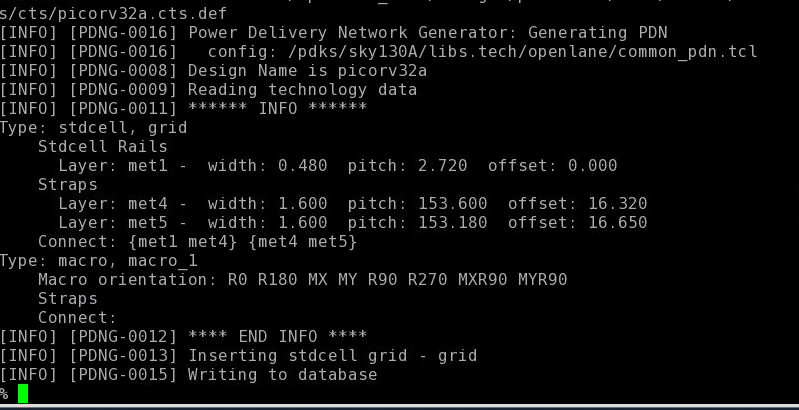 s/cts/picorv32a.cts.def
[INFO] [PDNG-0016] Power Delivery Network Generator: Generating PDN
[INFO] [PDNG-0016]   config: /pdks/sky130A/libs.tech/openlane/common_pdn.tcl
[INFO] [PDNG-0008] Design Name is picorv32a
[INFO] [PDNG-0009] Reading technology data
[INFO] [PDNG-0011] ****** INFO ******
Type: stdcell, grid
    Stdcell Rails
      Layer: met1 -  width: 0.480  pitch: 2.720  offset: 0.000
    Straps
      Layer: met4 -  width: 1.600  pitch: 153.600  offset: 16.320
      Layer: met5 -  width: 1.600  pitch: 153.180  offset: 16.650
    Connect: {met1 met4} {met4 met5}
Type: macro, macro_1
    Macro orientation: R0 R180 MX MY R90 R270 MXR90 MYR90
    Straps
    Connect:
[INFO] [PDNG-0012] **** END INFO ****
[INFO] [PDNG-0013] Inserting stdcell grid - grid
[INFO] [PDNG-0015] Writing to database
%